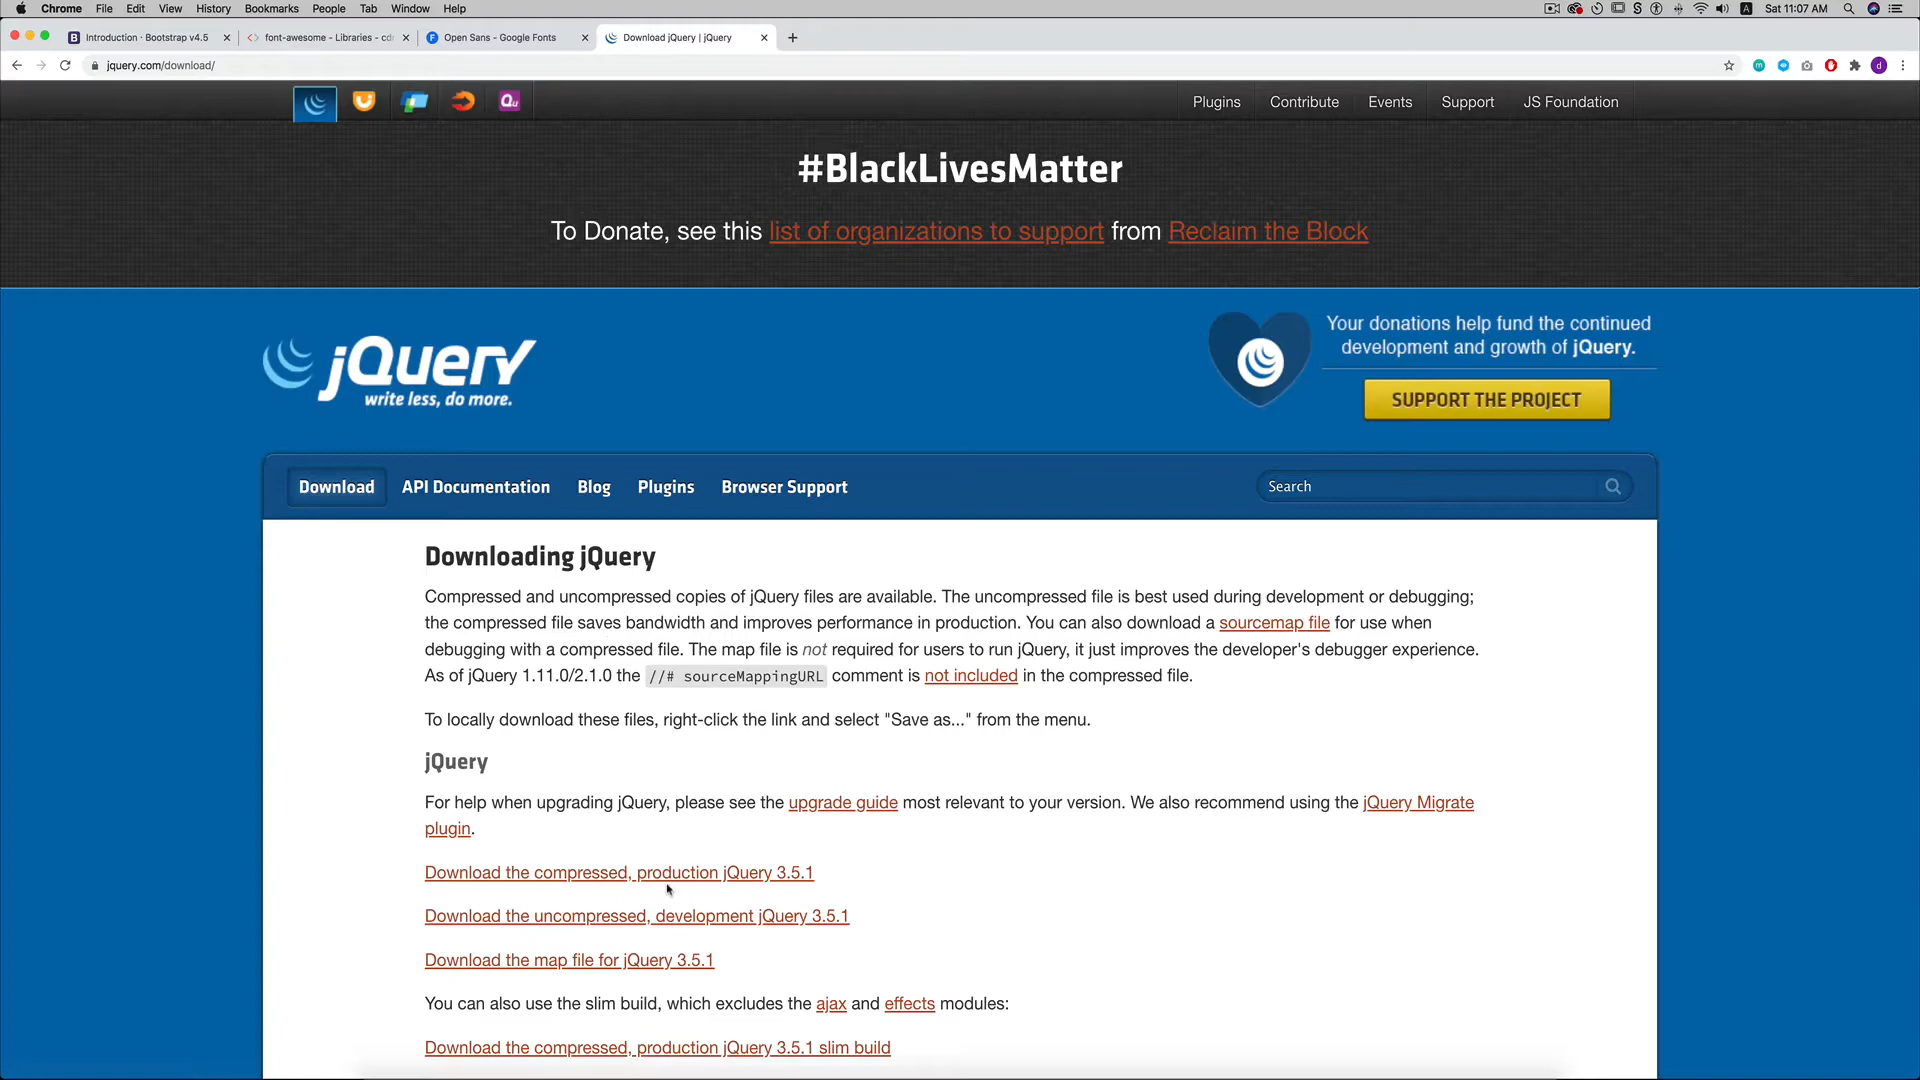 Chrome File Edit View History Bookmarks People Tab Window Help
S A Sat 11:07 AM
B Introduction · Bootstrap v4.5
font-awesome - Libraries - cd
Open Sans - Google Fonts
Download jQuery | jQuery
jquery.com/download/
m d
Qu
Plugins Contribute Events Support JS Foundation
#BlackLivesMatter
To Donate, see this list of organizations to support from Reclaim the Block
jQuery
write less, do more.
Your donations help fund the continued
development and growth of jQuery.
SUPPORT THE PROJECT
Download API Documentation Blog Plugins Browser Support
Search
Downloading jQuery
Compressed and uncompressed copies of jQuery files are available. The uncompressed file is best used during development or debugging;
the compressed file saves bandwidth and improves performance in production. You can also download a sourcemap file for use when
debugging with a compressed file. The map file is not required for users to run jQuery, it just improves the developer's debugger experience.
As of jQuery 1.11.0/2.1.0 the //# sourceMappingURL comment is not included in the compressed file.
To locally download these files, right-click the link and select "Save as..." from the menu.
jQuery
For help when upgrading jQuery, please see the upgrade guide most relevant to your version. We also recommend using the jQuery Migrate
plugin.
Download the compressed, production jQuery 3.5.1
Download the uncompressed, development jQuery 3.5.1
Download the map file for jQuery 3.5.1
You can also use the slim build, which excludes the ajax and effects modules:
Download the compressed, production jQuery 3.5.1 slim build